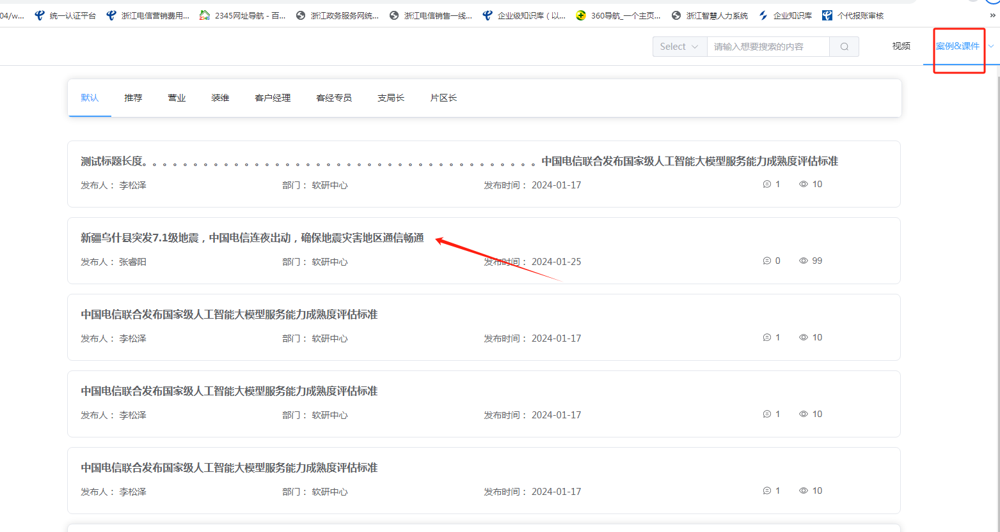 04/w... 统一认证平台 浙江电信营销费用... 2345网址导航 - 百... 浙江政务服务网统... 浙江电信销售一线... 企业级知识库（以... 360导航_一个主页... 浙江智慧人力系统 企业知识库 个代报账审核 »
Select 请输入想要搜索的内容 视频 案例&课件
默认 推荐 营业 装维 客户经理 客经专员 支局长 片区长
测试标题长度。。。。。。。。。。。。。。。。。。。。。。。。。。。。。。。。。。。。。。。中国电信联合发布国家级人工智能大模型服务能力成熟度评估标准
发布人： 李松泽 部门： 软研中心 发布时间： 2024-01-17 1 10
新疆乌什县突发7.1级地震，中国电信连夜出动，确保地震灾害地区通信畅通
发布人： 张睿阳 部门： 软研中心 发布时间： 2024-01-25 0 99
中国电信联合发布国家级人工智能大模型服务能力成熟度评估标准
发布人： 李松泽 部门： 软研中心 发布时间： 2024-01-17 1 10
中国电信联合发布国家级人工智能大模型服务能力成熟度评估标准
发布人： 李松泽 部门： 软研中心 发布时间： 2024-01-17 1 10
中国电信联合发布国家级人工智能大模型服务能力成熟度评估标准
发布人： 李松泽 部门： 软研中心 发布时间： 2024-01-17 1 10